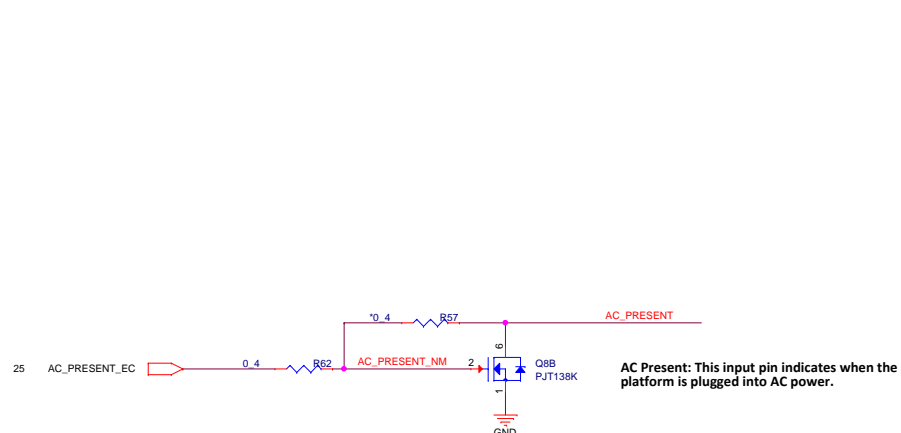 *0_4 R57 AC_PRESENT
6
25 AC_PRESENT_EC 0_4 R62 AC_PRESENT_NM 2 Q8B
PJT138K
1
GND
AC Present: This input pin indicates when the
platform is plugged into AC power.